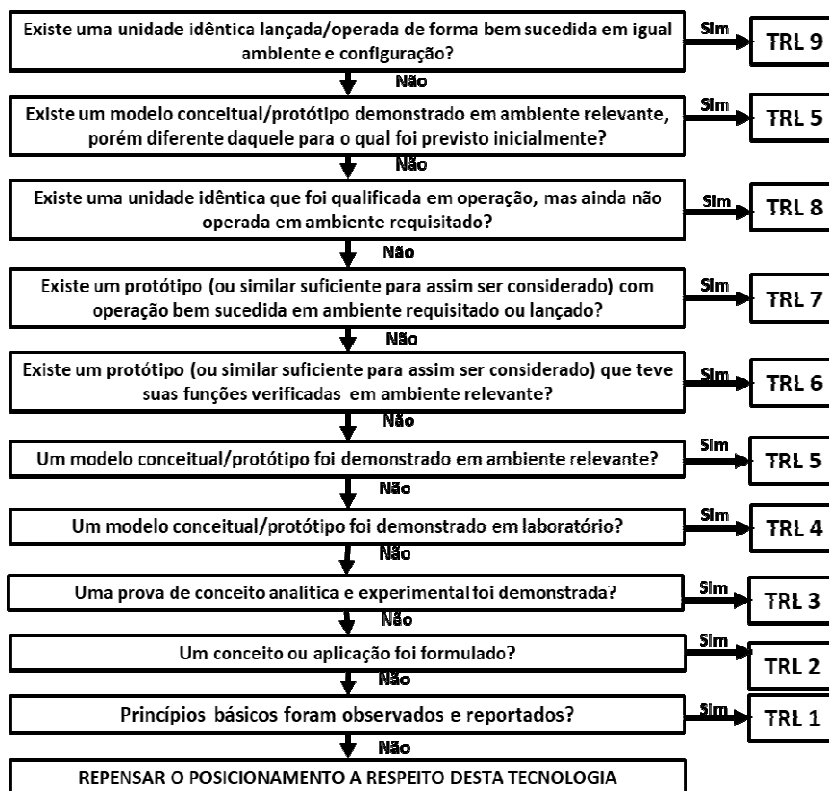 Existe uma unidade idêntica lançada/operada de forma bem sucedida em igual
ambiente e configuração?
Sim
TRL 9
Não
Existe um modelo conceitual/protótipo demonstrado em ambiente relevante,
porém diferente daquele para o qual foi previsto inicialmente?
Sim
TRL 5
Não
Existe uma unidade idêntica que foi qualificada em operação, mas ainda não
operada em ambiente requisitado?
Sim
TRL 8
Não
Existe um protótipo (ou similar suficiente para assim ser considerado) com
operação bem sucedida em ambiente requisitado ou lançado?
Sim
TRL 7
Não
Existe um protótipo (ou similar suficiente para assim ser considerado) que teve
suas funções verificadas em ambiente relevante?
Sim
TRL 6
Não
Um modelo conceitual/protótipo foi demonstrado em ambiente relevante?
Sim
TRL 5
Não
Um modelo conceitual/protótipo foi demonstrado em laboratório?
Sim
TRL 4
Não
Uma prova de conceito analítica e experimental foi demonstrada?
Sim
TRL 3
Não
Um conceito ou aplicação foi formulado?
Sim
TRL 2
Não
Princípios básicos foram observados e reportados?
Sim
TRL 1
Não
REPENSAR O POSICIONAMENTO A RESPEITO DESTA TECNOLOGIA